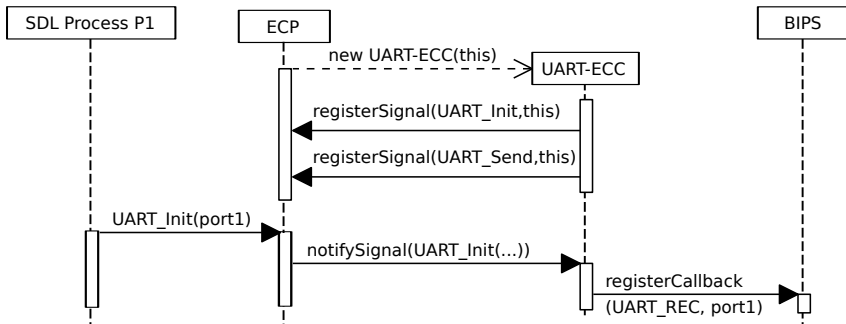 SDL Process P1
ECP
BIPS
new UART-ECC(this)
UART-ECC
registerSignal(UART_Init,this)
registerSignal(UART_Send,this)
UART_Init(port1)
notifySignal(UART_Init(...))
registerCallback
(UART_REC, port1)